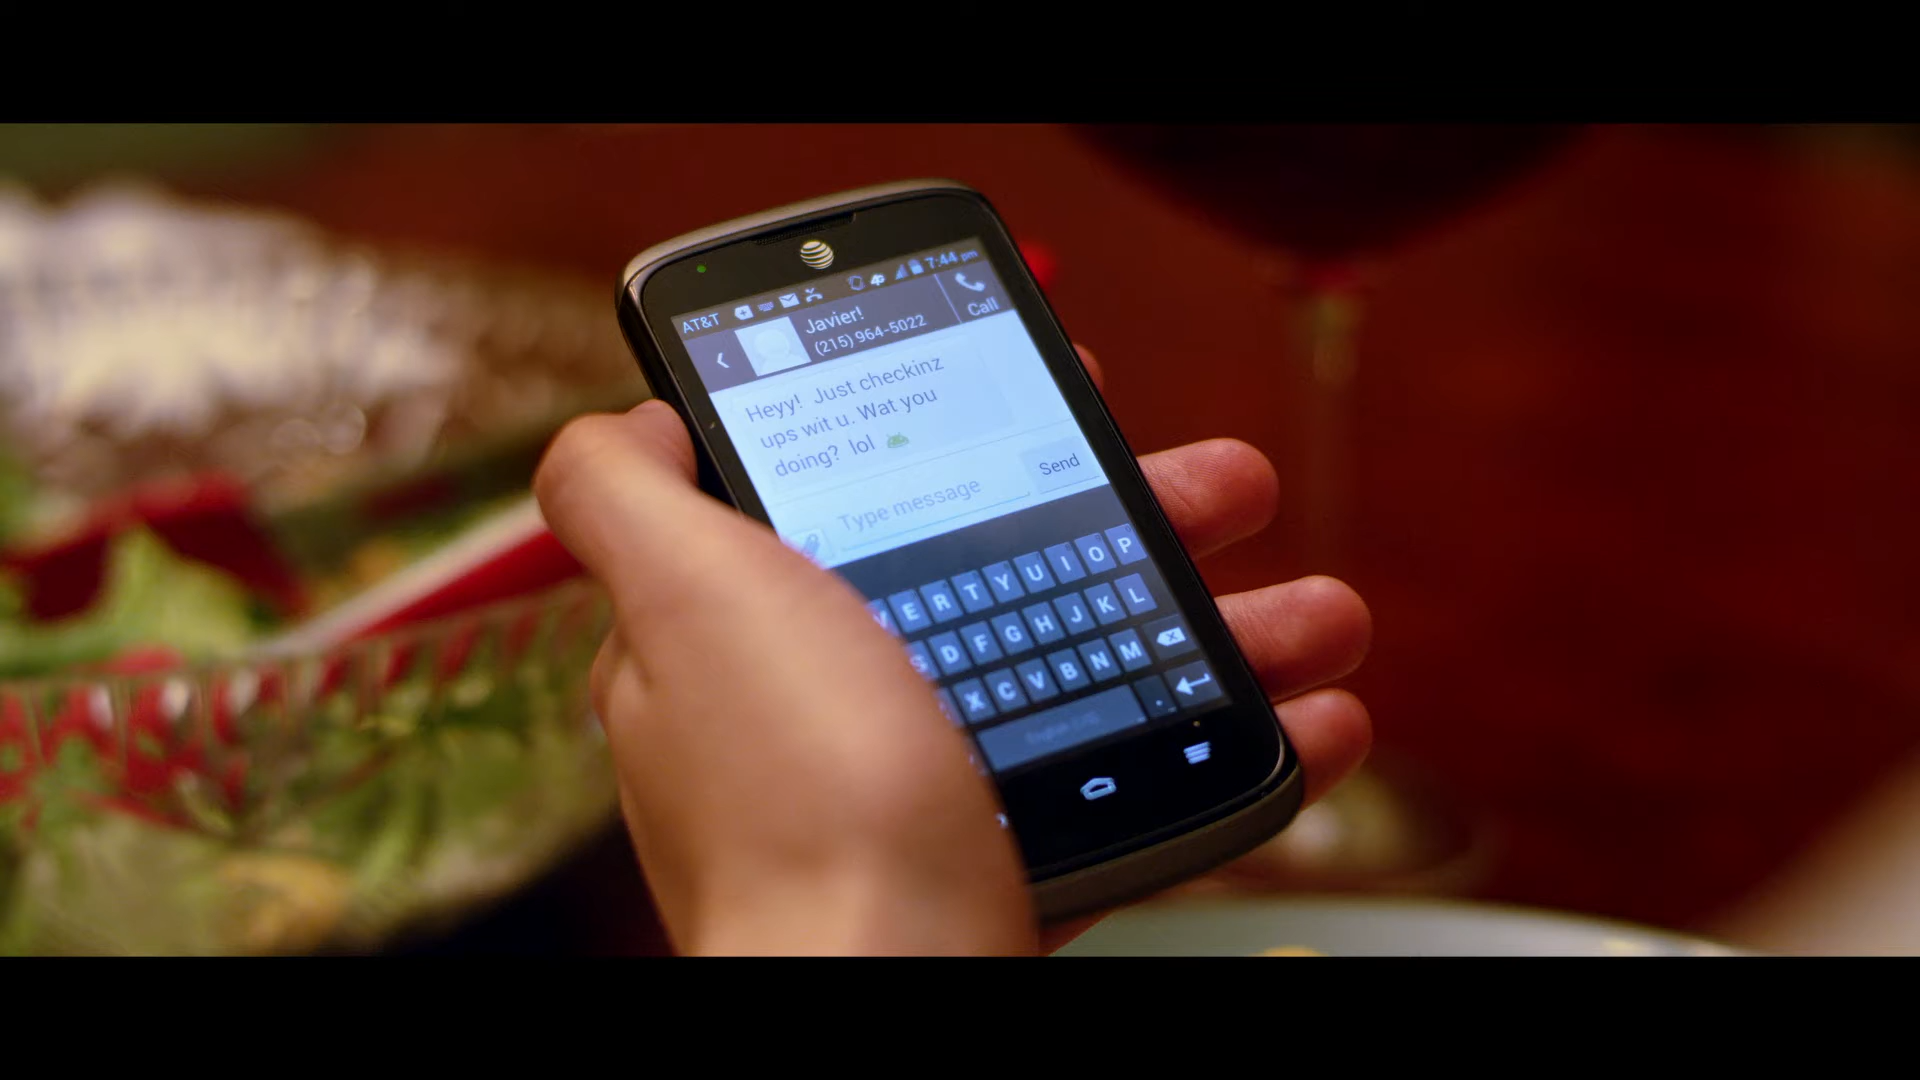 AT&T 7:44 pm
Javier!
(215) 964-5022
Call
Heyy! Just checkinz
ups wit u. Wat you
doing? lol
Type message
Send
E R T Y U I O P
S D F G H J K L
X C V B N M
.